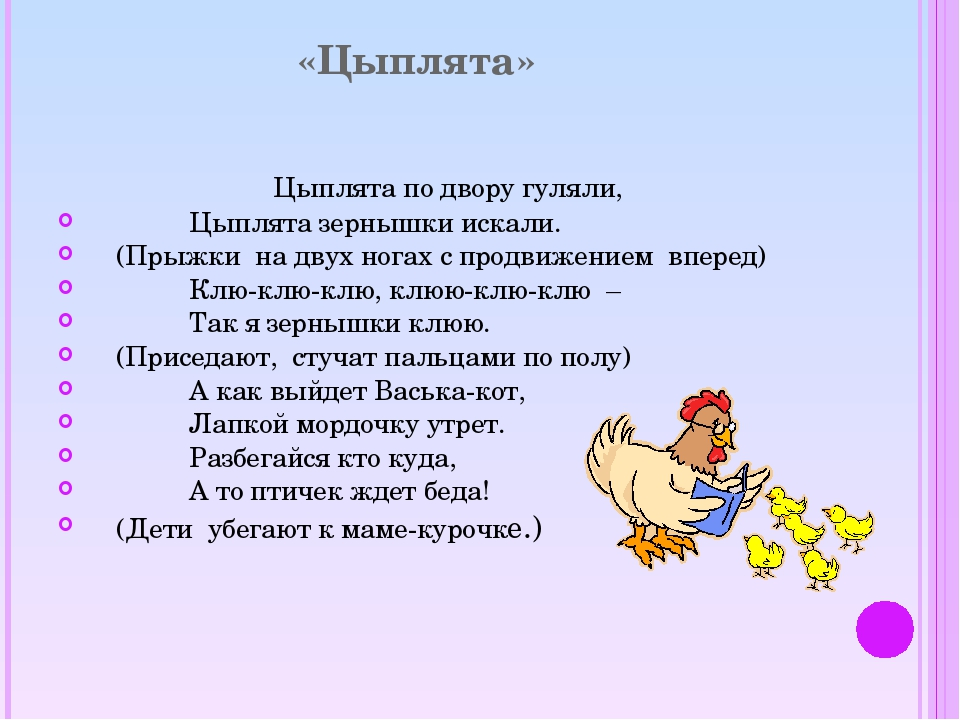 «Цыплята»
Цыплята по двору гуляли,
Цыплята зернышки искали.
(Прыжки на двух ногах с продвижением вперед)
Клю-клю-клю, клюю-клю-клю –
Так я зернышки клюю.
(Приседают, стучат пальцами по полу)
А как выйдет Васька-кот,
Лапкой мордочку утрет.
Разбегайся кто куда,
А то птичек ждет беда!
(Дети убегают к маме-курочке.)